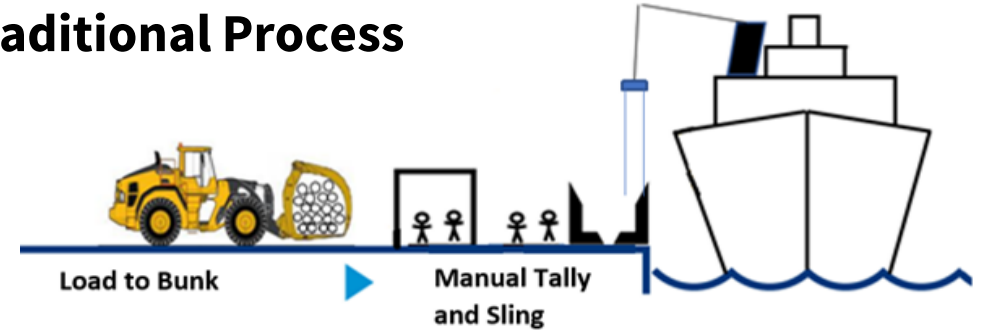 aditional Process
Load to Bunk
Manual Tally
and Sling